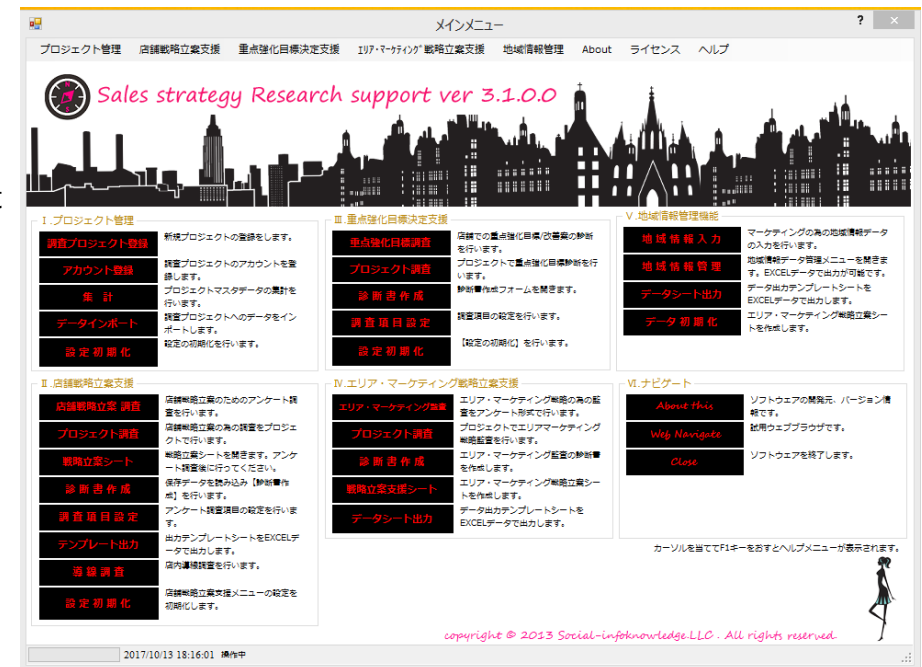 メインメニュー
? ×
プロジェクト管理 店舗戦略立案支援 重点強化目標決定支援 エリア・マーケティング戦略立案支援 地域情報管理 About ライセンス ヘルプ
Sales strategy Research support ver 3.1.0.0
Ⅰ.プロジェクト管理
調査プロジェクト登録
新規プロジェクトの登録をします。
アカウント登録
調査プロジェクトのアカウントを登
録します。
集 計
プロジェクトマスタデータの集計を
行います。
データインポート
調査プロジェクトへのデータをイン
ポートします。
設定初期化
設定の初期化を行います。
Ⅲ.重点強化目標決定支援
重点強化目標調査
店舗での重点強化目標/改善案の診断
を行います。
プロジェクト調査
プロジェクトで重点強化目標診断を行
います。
診断書作成
診断書作成フォームを開きます。
調査項目設定
調査項目の設定を行います。
設定初期化
【設定の初期化】を行います。
Ⅴ.地域情報管理機能
地域情報入力
マーケティングの為の地域情報データ
の入力を行います。
地域情報管理
地域情報データ管理メニューを開きま
す。EXCELデータで出力が可能です。
データシート出力
データ出力テンプレートシートを
EXCELデータで出力します。
データ初期化
エリア・マーケティング戦略立案シー
トを作成します。
Ⅱ.店舗戦略立案支援
店舗戦略立案 調査
店舗戦略立案のためのアンケート調
査を行います。
プロジェクト調査
店舗戦略立案の為の調査をプロジェ
クトで行います。
戦略立案シート
戦略立案シートを開きます。アンケ
ート調査後に行ってください。
診断書作成
保存データを読み込み【診断書作
成】を行います。
調査項目設定
アンケート調査項目の設定を行いま
す。
テンプレート出力
出力テンプレートシートをEXCELデ
ータで出力します。
導線調査
店内導線調査を行います。
設定初期化
店舗戦略立案支援メニューの設定を
初期化します。
Ⅳ.エリア・マーケティング戦略立案支援
エリア・マーケティング監査
エリア・マーケティング戦略の為の監
査をアンケート形式で行います。
プロジェクト調査
プロジェクトでエリアマーケティング
戦略監査を行います。
診断書作成
エリア・マーケティング監査の診断書
を作成します。
戦略立案支援シート
エリア・マーケティング戦略立案シー
トを作成します。
データシート出力
データ出力テンプレートシートを
EXCELデータで出力します。
Ⅵ.ナビゲート
About this
ソフトウェアの開発元、バージョン情
報です。
Web Navigate
試用ウェブブラウザです。
Close
ソフトウェアを終了します。
カーソルを当ててF1キーをおすとヘルプメニューが表示されます。
copyright © 2013 Social-infoknowledge.LLC . All rights reserved.
2017/10/13 18:16:01 操作中